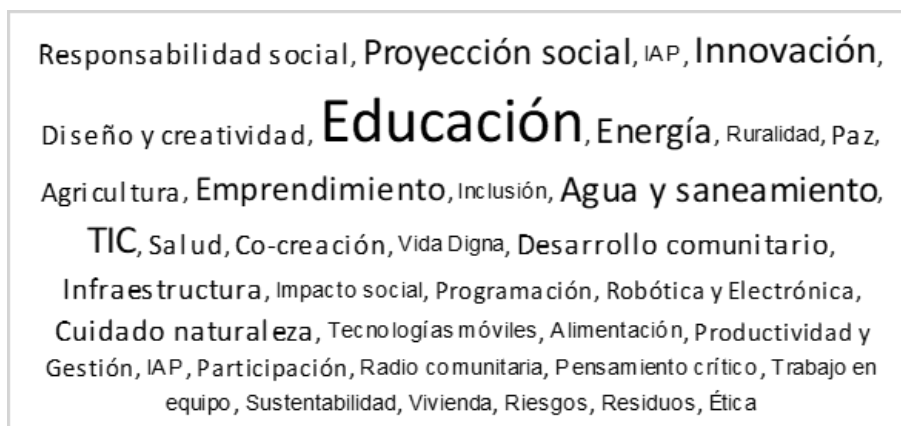 Responsabilidad social, Proyección social, IAP, Innovación,
Diseño y creatividad, Educación, Energía, Ruralidad, Paz,
Agricultura, Emprendimiento, Inclusión, Agua y saneamiento,
TIC, Salud, Co-creación, Vida Digna, Desarrollo comunitario,
Infraestructura, Impacto social, Programación, Robótica y Electrónica,
Cuidado naturaleza, Tecnologías móviles, Alimentación, Productividad y
Gestión, IAP, Participación, Radio comunitaria, Pensamiento crítico, Trabajo en
equipo, Sustentabilidad, Vivienda, Riesgos, Residuos, Ética